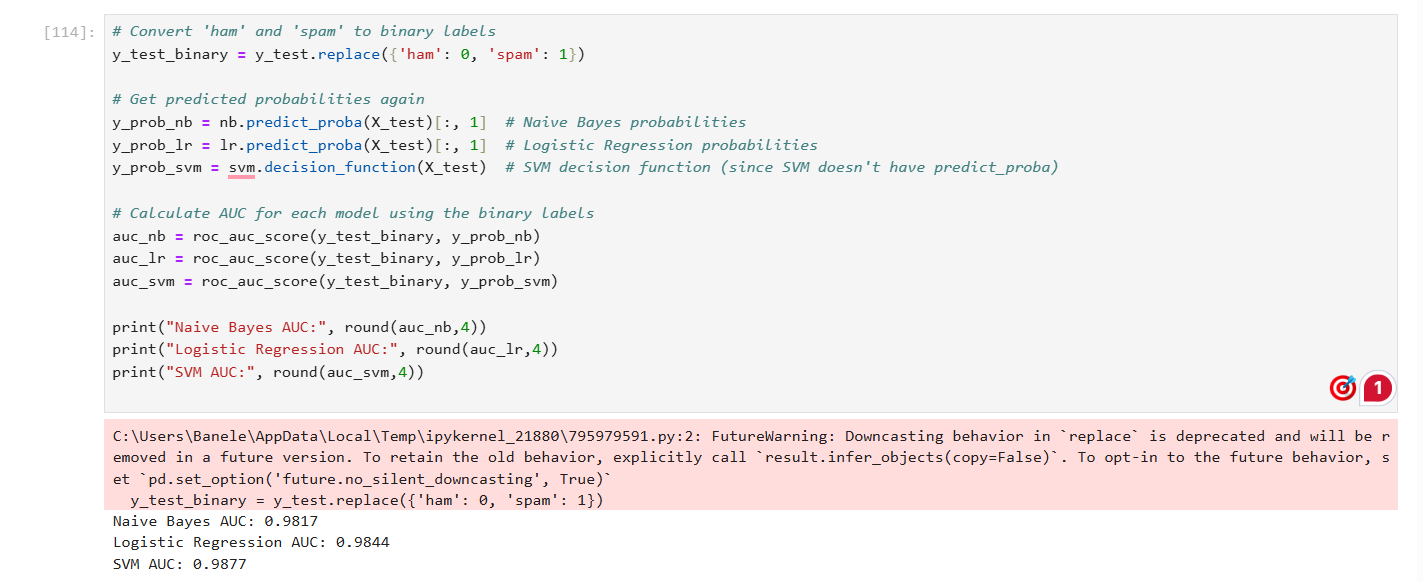 [114]:
# Convert 'ham' and 'spam' to binary labels
y_test_binary = y_test.replace({'ham': 0, 'spam': 1})
# Get predicted probabilities again
y_prob_nb = nb.predict_proba(X_test)[:, 1]  # Naive Bayes probabilities
y_prob_lr = lr.predict_proba(X_test)[:, 1]  # Logistic Regression probabilities
y_prob_svm = svm.decision_function(X_test)  # SVM decision function (since SVM doesn't have predict_proba)
# Calculate AUC for each model using the binary labels
auc_nb = roc_auc_score(y_test_binary, y_prob_nb)
auc_lr = roc_auc_score(y_test_binary, y_prob_lr)
auc_svm = roc_auc_score(y_test_binary, y_prob_svm)
print("Naive Bayes AUC:", round(auc_nb,4))
print("Logistic Regression AUC:", round(auc_lr,4))
print("SVM AUC:", round(auc_svm,4))
1
C:\Users\Banele\AppData\Local\Temp\ipykernel_21880\795979591.py:2: FutureWarning: Downcasting behavior in `replace` is deprecated and will be r
emoved in a future version. To retain the old behavior, explicitly call `result.infer_objects(copy=False)`. To opt-in to the future behavior, s
et `pd.set_option('future.no_silent_downcasting', True)`
  y_test_binary = y_test.replace({'ham': 0, 'spam': 1})
Naive Bayes AUC: 0.9817
Logistic Regression AUC: 0.9844
SVM AUC: 0.9877